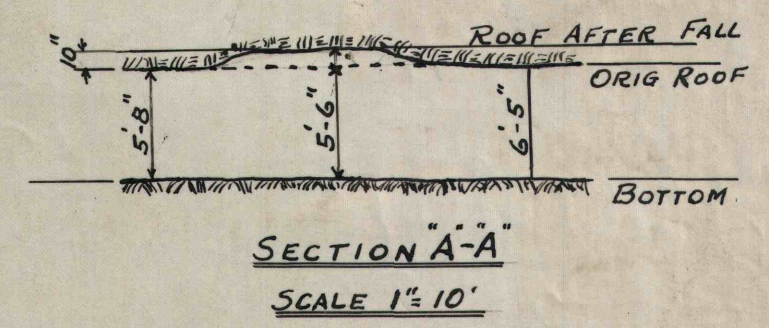 ROOF AFTER FALL
10"
ORIG ROOF
5'-8"
5'-6"
6'-5"
BOTTOM
SECTION "A"-"A"
SCALE 1"= 10'